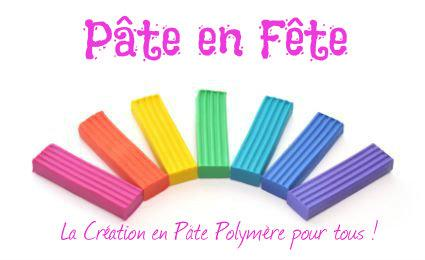 Pâte en Fête
La Création en Pâte Polymère pour tous !